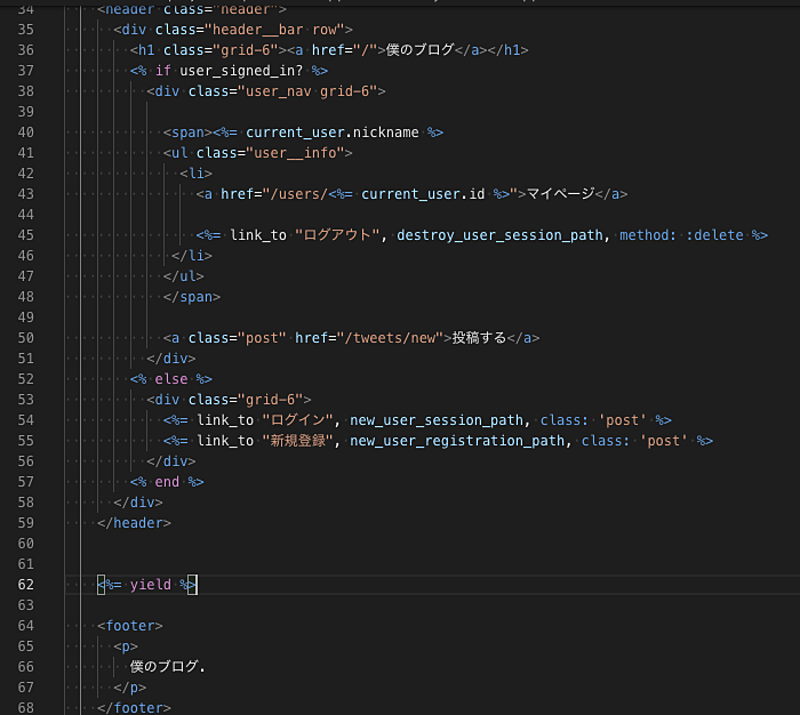 34 <header class="header">
35 <div class="header__bar row">
36 <h1 class="grid-6"><a href="/">僕のブログ</a></h1>
37 <% if user_signed_in? %>
38 <div class="user_nav grid-6">
39
40 <span><%= current_user.nickname %>
41 <ul class="user__info">
42 <li>
43 <a href="/users/<%= current_user.id %>">マイページ</a>
44
45 <%= link_to "ログアウト", destroy_user_session_path, method: :delete %>
46 </li>
47 </ul>
48 </span>
49
50 <a class="post" href="/tweets/new">投稿する</a>
51 </div>
52 <% else %>
53 <div class="grid-6">
54 <%= link_to "ログイン", new_user_session_path, class: 'post' %>
55 <%= link_to "新規登録", new_user_registration_path, class: 'post' %>
56 </div>
57 <% end %>
58 </div>
59 </header>
60
61
62 <%= yield %>
63
64 <footer>
65 <p>
66 僕のブログ.
67 </p>
68 </footer>